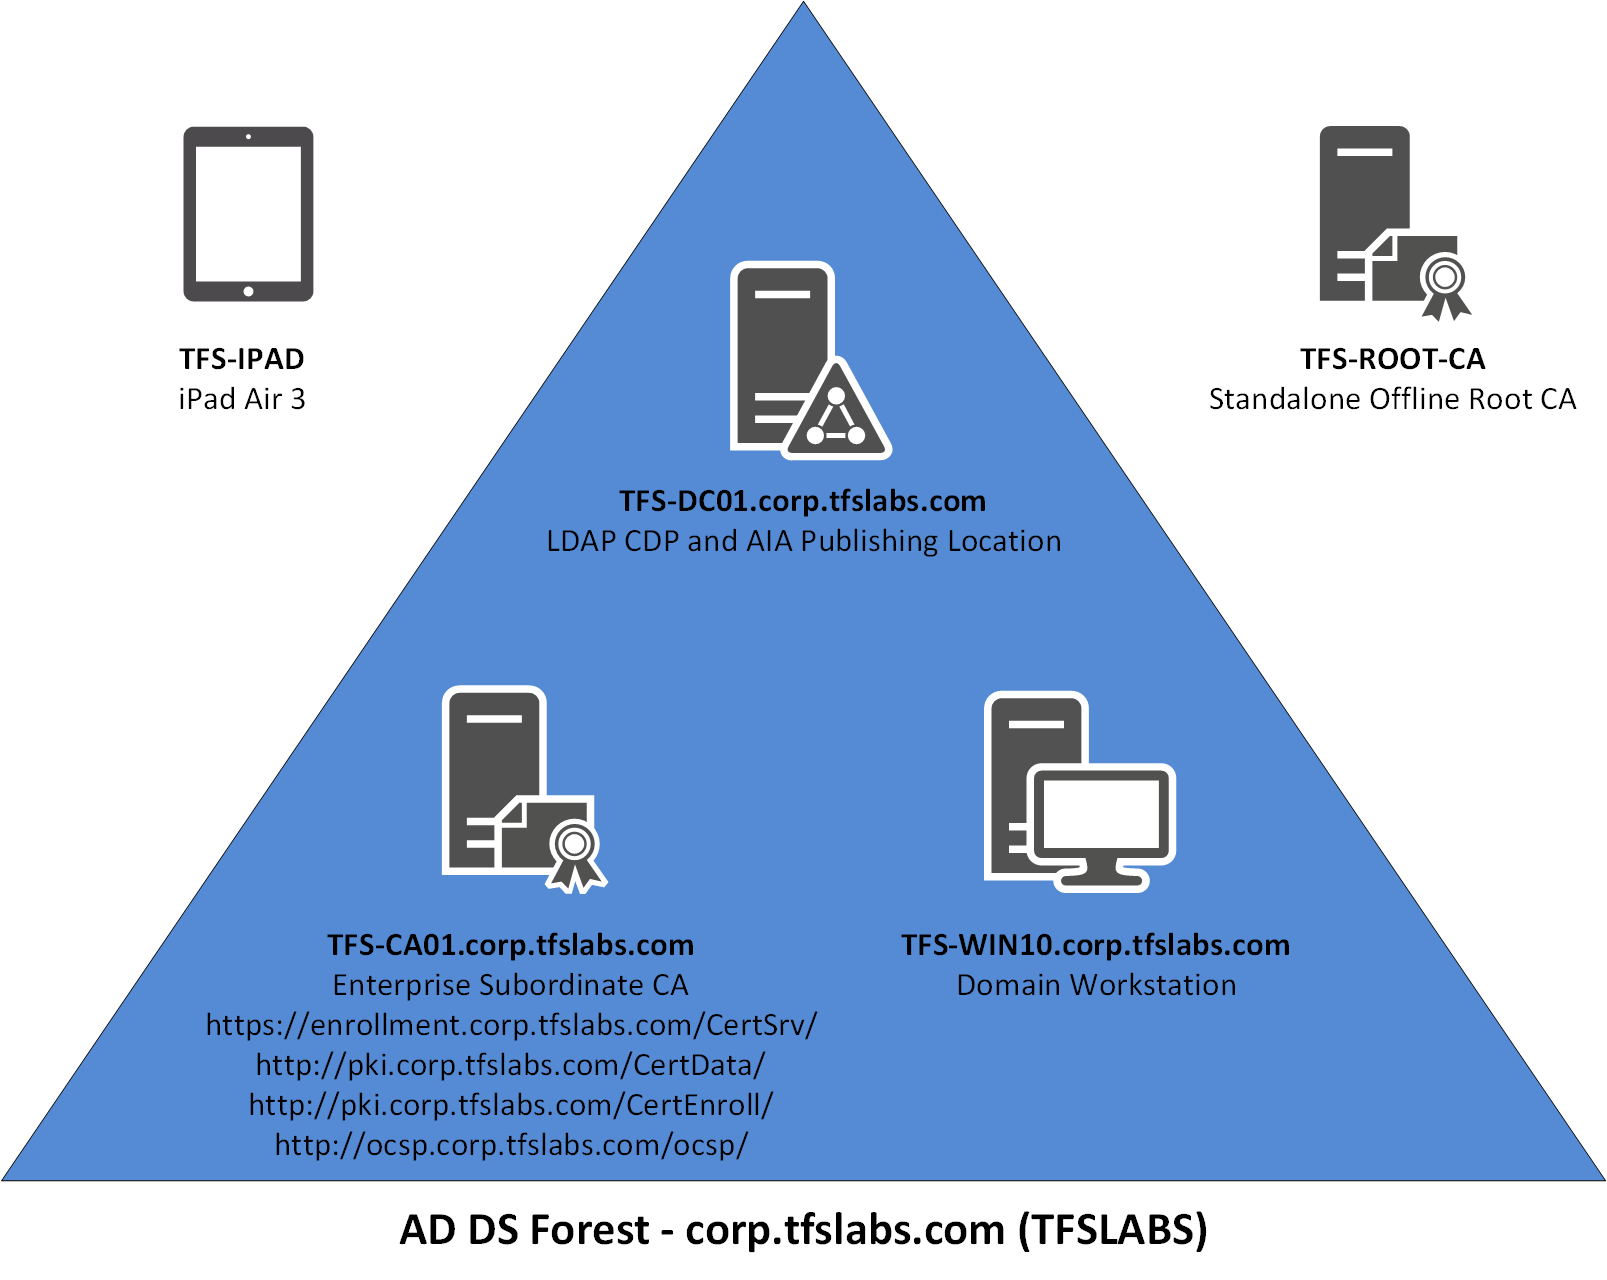 TFS-IPAD
iPad Air 3
TFS-ROOT-CA
Standalone Offline Root CA
TFS-DC01.corp.tfslabs.com
LDAP CDP and AIA Publishing Location
TFS-CA01.corp.tfslabs.com
Enterprise Subordinate CA
https://enrollment.corp.tfslabs.com/CertSrv/
http://pki.corp.tfslabs.com/CertData/
http://pki.corp.tfslabs.com/CertEnroll/
http://ocsp.corp.tfslabs.com/ocsp/
TFS-WIN10.corp.tfslabs.com
Domain Workstation
AD DS Forest - corp.tfslabs.com (TFSLABS)